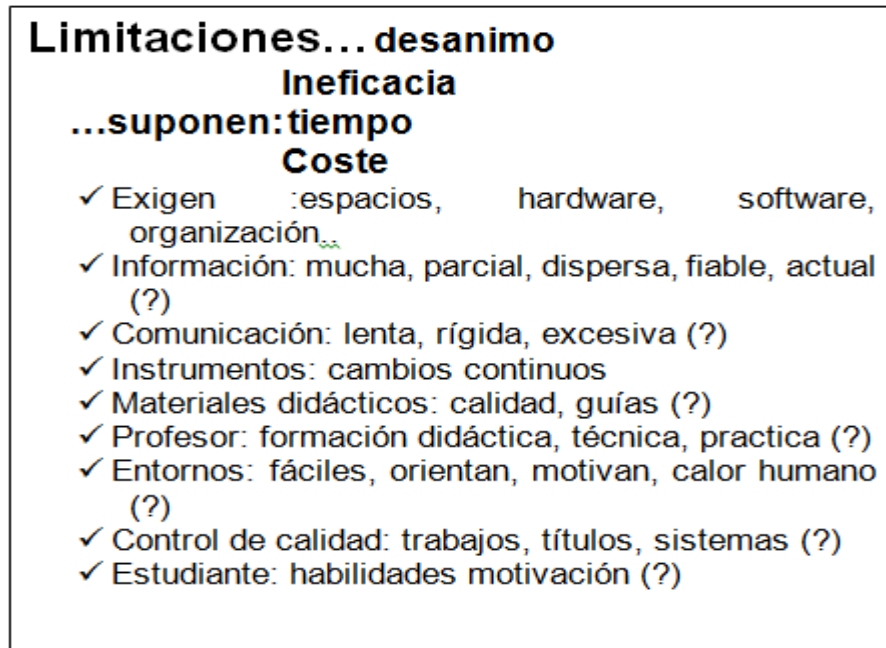 Limitaciones... desanimo
Ineficacia
...suponen: tiempo
Coste
✓ Exigen :espacios, hardware, software,
organización..
✓ Información: mucha, parcial, dispersa, fiable, actual
(?)
✓ Comunicación: lenta, rígida, excesiva (?)
✓ Instrumentos: cambios continuos
✓ Materiales didácticos: calidad, guías (?)
✓ Profesor: formación didáctica, técnica, practica (?)
✓ Entornos: fáciles, orientan, motivan, calor humano
(?)
✓ Control de calidad: trabajos, títulos, sistemas (?)
✓ Estudiante: habilidades motivación (?)